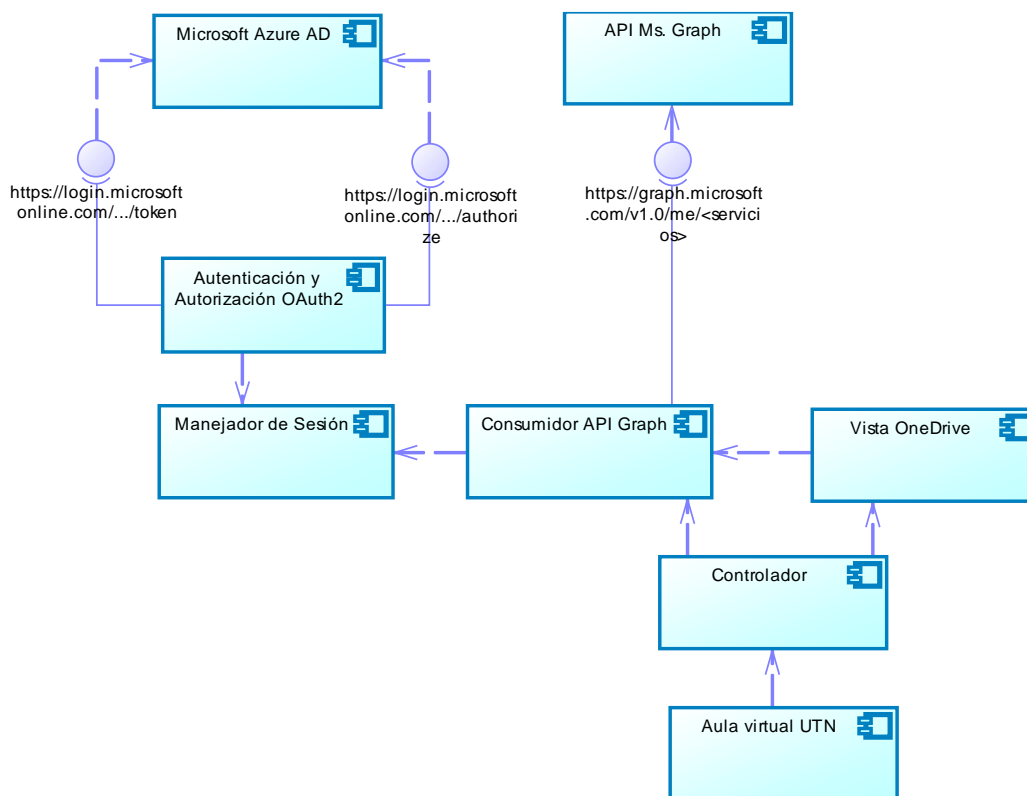 Microsoft Azure AD
API Ms. Graph
https://login.microsoft
online.com/.../token
https://login.microsoft
online.com/.../authori
ze
https://graph.microsoft
.com/v1.0/me/<servici
os>
Autenticación y
Autorización OAuth2
Manejador de Sesión
Consumidor API Graph
Vista OneDrive
Controlador
Aula virtual UTN